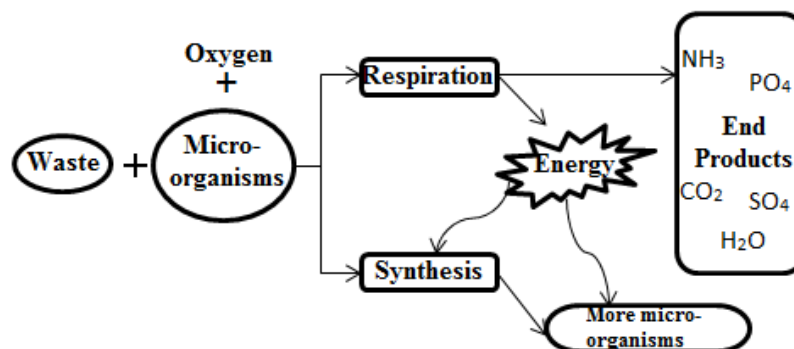 Oxygen
+
Waste
+
Micro-
organisms
Respiration
Energy
Synthesis
More micro-
organisms
NH₃
PO₄
End
Products
CO₂
SO₄
H₂O